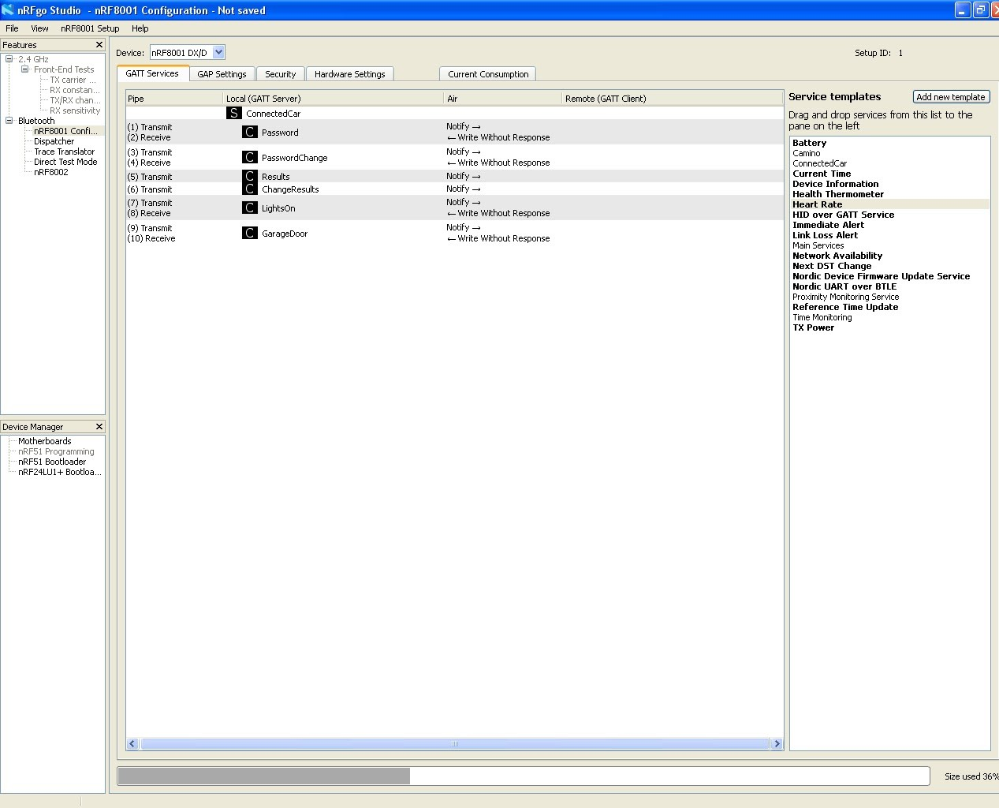 nRFgo Studio - nRF8001 Configuration - Not saved
File View nRF8001 Setup Help
Features
2.4 GHz
Front-End Tests
TX carrier ...
RX constan...
TX/RX chan...
RX sensitivity
Bluetooth
nRF8001 Confi...
Dispatcher
Trace Translator
Direct Test Mode
nRF8002
Device Manager
Motherboards
nRF51 Programming
nRF51 Bootloader
nRF24LU1+ Bootloa...
Device: nRF8001 DX/D
Setup ID: 1
GATT Services GAP Settings Security Hardware Settings Current Consumption
Pipe Local (GATT Server) Air Remote (GATT Client)
S ConnectedCar
(1) Transmit Notify →
C Password
(2) Receive ← Write Without Response
(3) Transmit Notify →
C PasswordChange
(4) Receive ← Write Without Response
(5) Transmit C Results Notify →
(6) Transmit C ChangeResults Notify →
(7) Transmit Notify →
C LightsOn
(8) Receive ← Write Without Response
(9) Transmit Notify →
C GarageDoor
(10) Receive ← Write Without Response
Service templates Add new template
Drag and drop services from this list to the
pane on the left
Battery
Camino
ConnectedCar
Current Time
Device Information
Health Thermometer
Heart Rate
HID over GATT Service
Immediate Alert
Link Loss Alert
Main Services
Network Availability
Next DST Change
Nordic Device Firmware Update Service
Nordic UART over BTLE
Proximity Monitoring Service
Reference Time Update
Time Monitoring
TX Power
Size used 36%